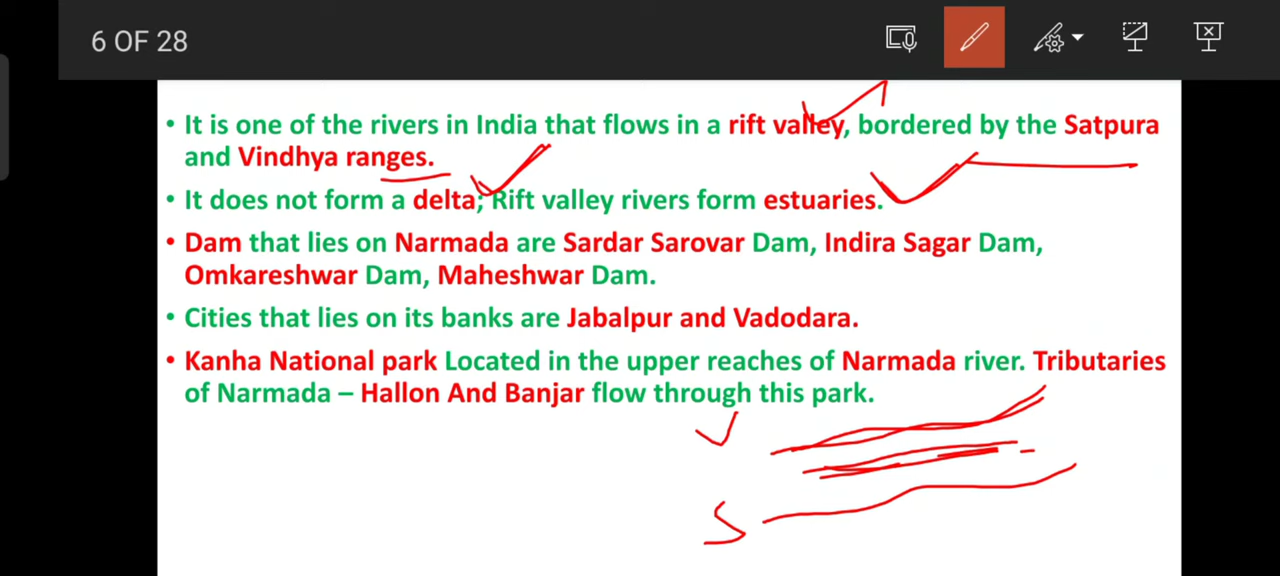 6 OF 28
• It is one of the rivers in India that flows in a rift valley, bordered by the Satpura
and Vindhya ranges.
• It does not form a delta; Rift valley rivers form estuaries.
• Dam that lies on Narmada are Sardar Sarovar Dam, Indira Sagar Dam,
Omkareshwar Dam, Maheshwar Dam.
• Cities that lies on its banks are Jabalpur and Vadodara.
• Kanha National park Located in the upper reaches of Narmada river. Tributaries
of Narmada – Hallon And Banjar flow through this park.
V
S